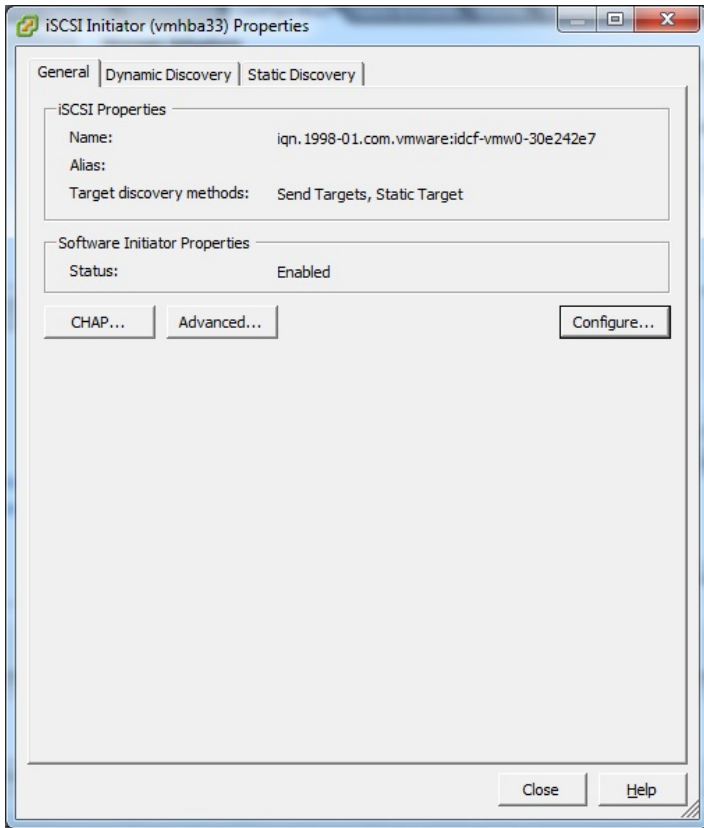 iSCSI Initiator (vmhba33) Properties
General Dynamic Discovery Static Discovery
iSCSI Properties
Name: iqn.1998-01.com.vmware:idcf-vmw0-30e242e7
Alias:
Target discovery methods: Send Targets, Static Target
Software Initiator Properties
Status: Enabled
CHAP... Advanced... Configure...
Close Help